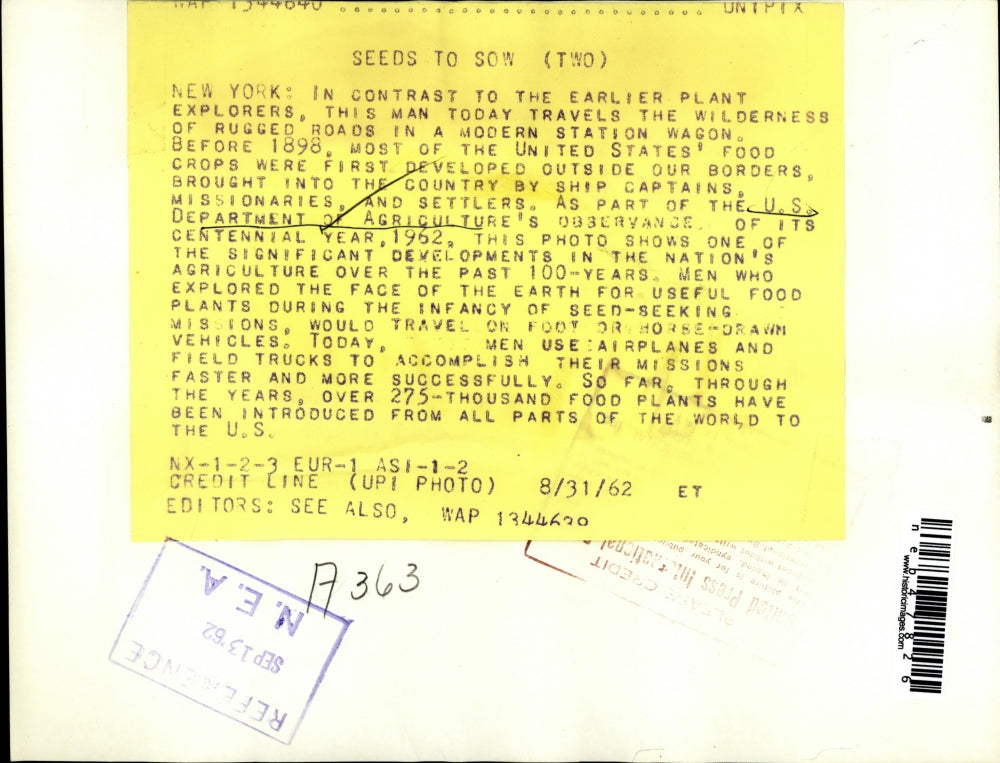 WAP 1344640 UNIPIX
SEEDS TO SOW (TWO)
NEW YORK: IN CONTRAST TO THE EARLIER PLANT
EXPLORERS, THIS MAN TODAY TRAVELS THE WILDERNESS
OF RUGGED ROADS IN A MODERN STATION WAGON.
BEFORE 1898, MOST OF THE UNITED STATES' FOOD
CROPS WERE FIRST DEVELOPED OUTSIDE OUR BORDERS,
BROUGHT INTO THE COUNTRY BY SHIP CAPTAINS,
MISSIONARIES, AND SETTLERS. AS PART OF THE U.S.
DEPARTMENT OF AGRICULTURE'S OBSERVANCE OF ITS
CENTENNIAL YEAR, 1962, THIS PHOTO SHOWS ONE OF
THE SIGNIFICANT DEVELOPMENTS IN THE NATION'S
AGRICULTURE OVER THE PAST 100-YEARS. MEN WHO
EXPLORED THE FACE OF THE EARTH FOR USEFUL FOOD
PLANTS DURING THE INFANCY OF SEED-SEEKING
MISSIONS, WOULD TRAVEL ON FOOT OR HORSE-DRAWN
VEHICLES. TODAY, MEN USE AIRPLANES AND
FIELD TRUCKS TO ACCOMPLISH THEIR MISSIONS
FASTER AND MORE SUCCESSFULLY. SO FAR, THROUGH
THE YEARS, OVER 275-THOUSAND FOOD PLANTS HAVE
BEEN INTRODUCED FROM ALL PARTS OF THE WORLD TO
THE U.S.
NX-1-2-3 EUR-1 ASI-1-2
CREDIT LINE (UPI PHOTO) 8/31/62 ET
EDITORS: SEE ALSO, WAP
A363
N.E.A.
SEP 13 '62
REFERENCE
PLEASE CREDIT
www.historicimages.com
neb47826